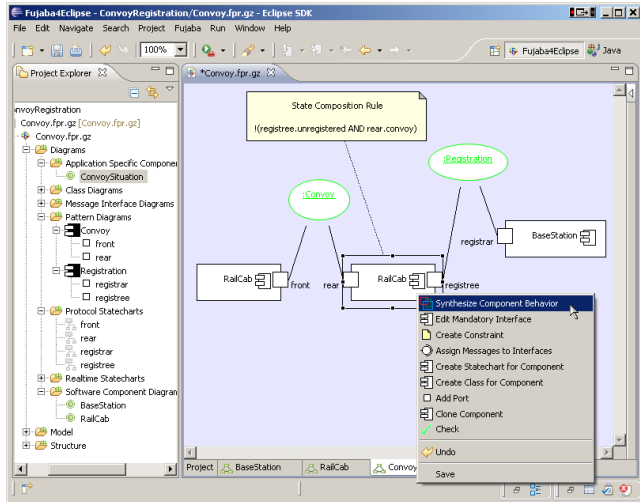 Fujaba4Eclipse - ConvoyRegistration/Convoy.fpr.gz - Eclipse SDK
File Edit Navigate Search Project Fujaba Run Window Help
100%
Fujaba4Eclipse Java
Project Explorer
*Convoy.fpr.gz
nvoyRegistration
Convoy.fpr.gz [Convoy.fpr.gz]
Convoy.fpr.gz
Diagrams
Application Specific Componen
ConvoySituation
Class Diagrams
Message Interface Diagrams
Pattern Diagrams
Convoy
front
rear
Registration
registrar
registree
Protocol Statecharts
front
rear
registrar
registree
Realtime Statecharts
Software Component Diagran
BaseStation
RailCab
Model
Structure
State Composition Rule
!(registree.unregistered AND rear.convoy)
:Registration
:Convoy
registrar
BaseStation
RailCab
front
rear
RailCab
registree
Synthesize Component Behavior
Edit Mandatory Interface
Create Constraint
Assign Messages to Interfaces
Create Statechart for Component
Create Class for Component
Add Port
Clone Component
Check
Undo
Save
Project BaseStation RailCab Convoy